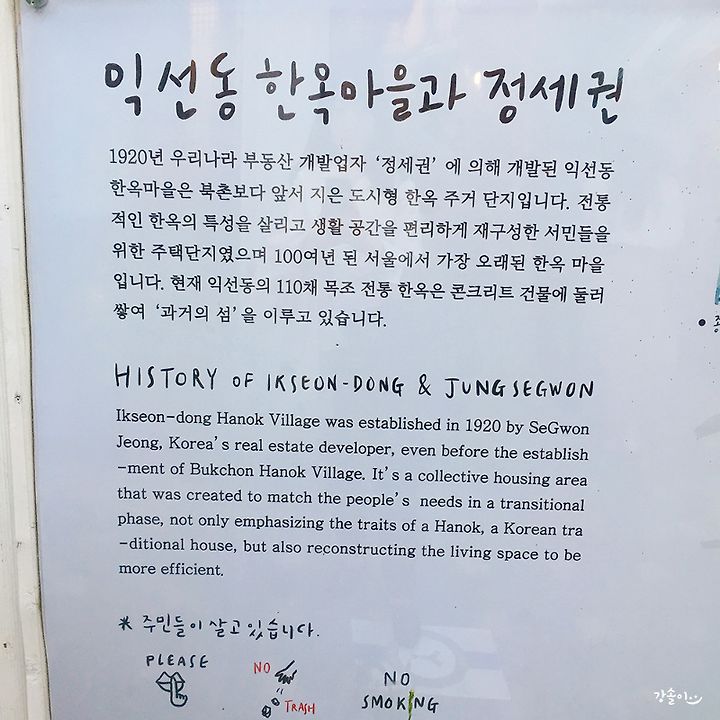 익선동 한옥마을과 정세권
1920년 우리나라 부동산 개발업자 ‘정세권’ 에 의해 개발된 익선동
한옥마을은 북촌보다 앞서 지은 도시형 한옥 주거 단지입니다. 전통
적인 한옥의 특성을 살리고 생활 공간을 편리하게 재구성한 서민들을
위한 주택단지였으며 100여년 된 서울에서 가장 오래된 한옥 마을
입니다. 현재 익선동의 110채 목조 전통 한옥은 콘크리트 건물에 둘러
쌓여 ‘과거의 섬’을 이루고 있습니다.
HISTORY OF IKSEON-DONG & JUNGSEGWON
Ikseon-dong Hanok Village was established in 1920 by SeGwon
Jeong, Korea’s real estate developer, even before the establish
-ment of Bukchon Hanok Village. It’s a collective housing area
that was created to match the people’s needs in a transitional
phase, not only emphasizing the traits of a Hanok, a Korean tra
-ditional house, but also reconstructing the living space to be
more efficient.
* 주민들이 살고 있습니다.
PLEASE
NO
TRASH
NO
SMOKING
강솔이